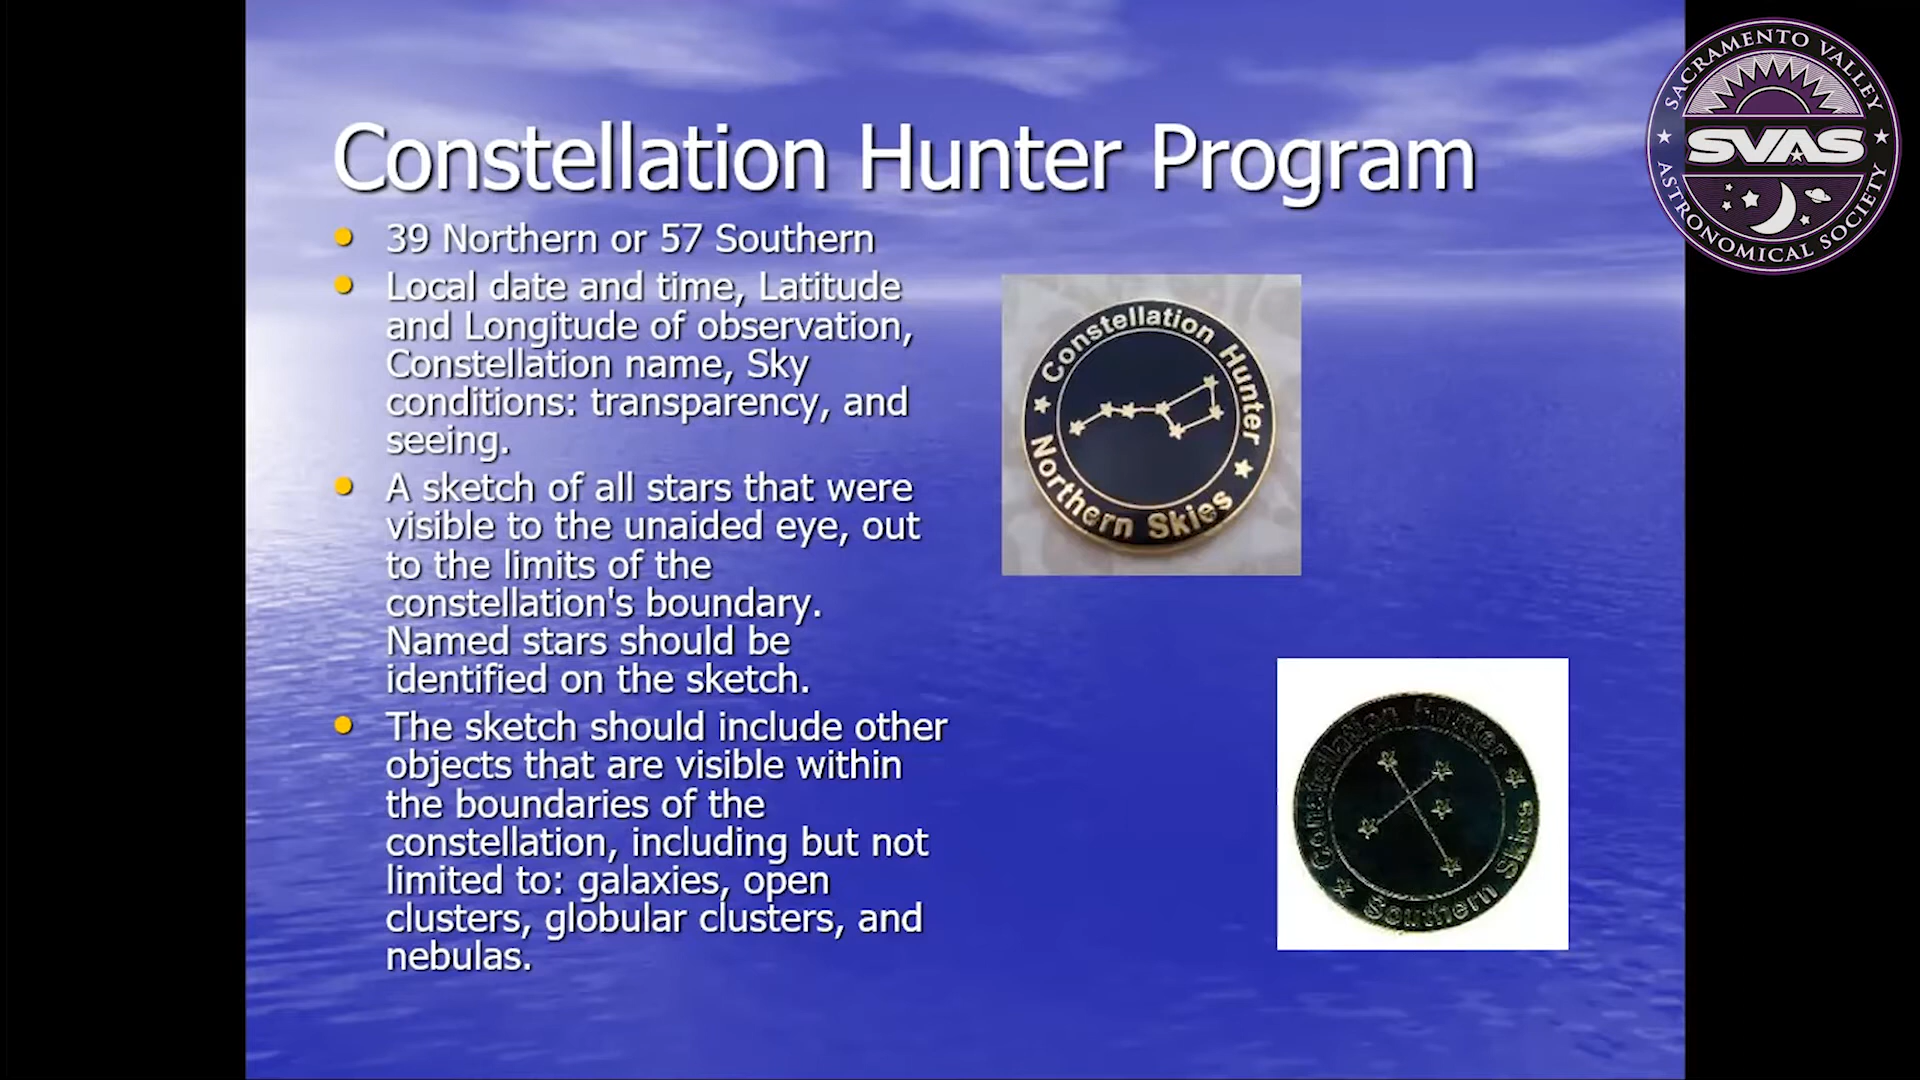 Constellation Hunter Program
39 Northern or 57 Southern
Local date and time, Latitude
and Longitude of observation,
Constellation name, Sky
conditions: transparency, and
seeing.
A sketch of all stars that were
visible to the unaided eye, out
to the limits of the
constellation's boundary.
Named stars should be
identified on the sketch.
The sketch should include other
objects that are visible within
the boundaries of the
constellation, including but not
limited to: galaxies, open
clusters, globular clusters, and
nebulas.
Constellation Hunter
Northern Skies
Constellation Hunter
Southern Skies
SACRAMENTO VALLEY
SVAS
ASTRONOMICAL SOCIETY